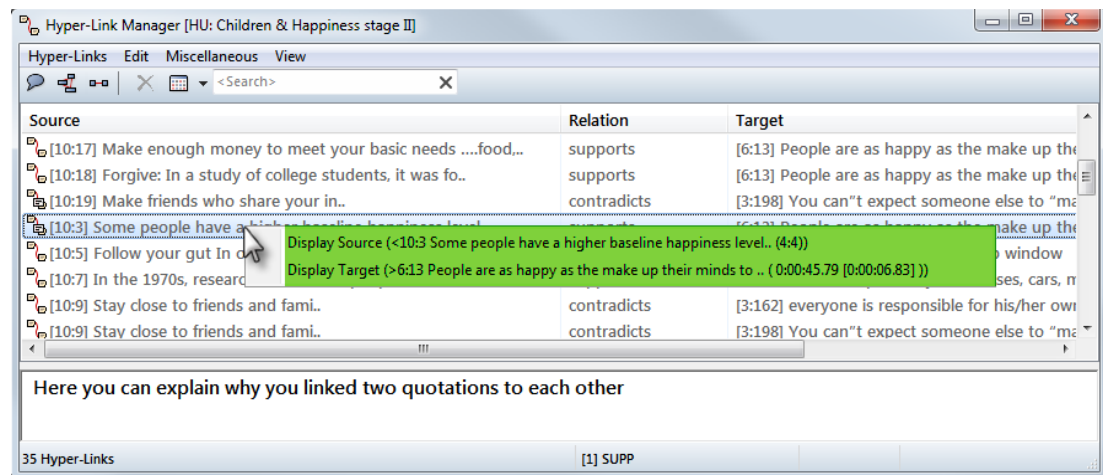 Hyper-Link Manager [HU: Children & Happiness stage II]
Hyper-Links Edit Miscellaneous View
<Search>
Source Relation Target
[10:17] Make enough money to meet your basic needs ....food,.. supports [6:13] People are as happy as the make up the
[10:18] Forgive: In a study of college students, it was fo.. supports [6:13] People are as happy as the make up the
[10:19] Make friends who share your in.. contradicts [3:198] You can"t expect someone else to "ma
[10:3] Some people have a higher baseline happiness level
Display Source (<10:3 Some people have a higher baseline happiness level.. (4:4))
[10:5] Follow your gut In window
Display Target (>6:13 People are as happy as the make up their minds to .. ( 0:00:45.79 [0:00:06.83] ))
[10:7] In the 1970s, researc ses, cars, m
[10:9] Stay close to friends and fami.. contradicts [3:162] everyone is responsible for his/her own
[10:9] Stay close to friends and fami.. contradicts [3:198] You can"t expect someone else to "ma
Here you can explain why you linked two quotations to each other
35 Hyper-Links [1] SUPP